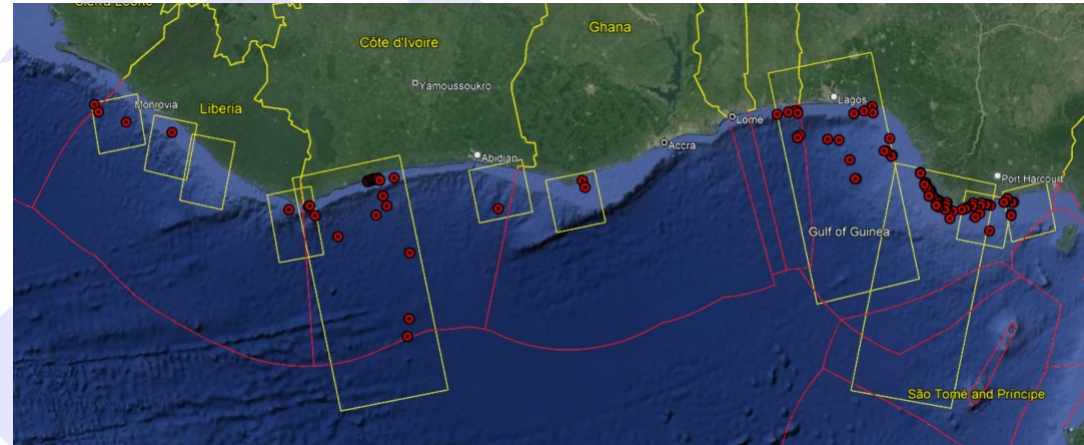 Sierra Leone
Ghana
Côte d'Ivoire
Yamoussoukro
Monrovia
Liberia
Lagos
Lomé
Accra
Abidjan
Port Harcourt
Gulf of Guinea
São Tomé and Príncipe